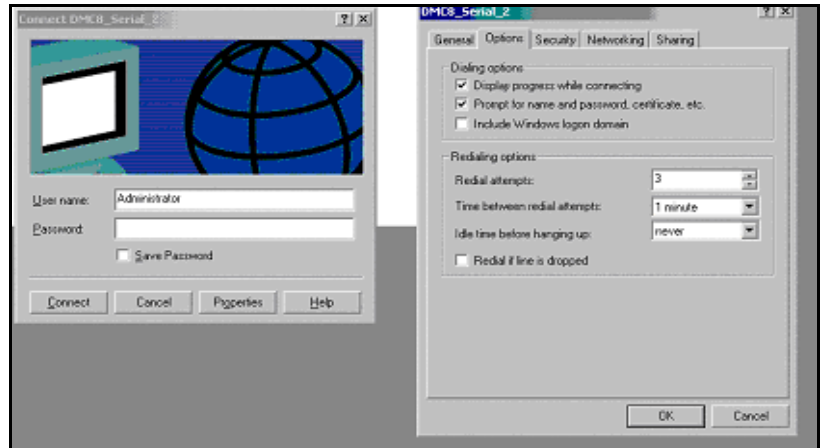 Connect DMC8_Serial_2
User name: Administrator
Password:
Save Password
Connect Cancel Properties Help
DMC8_Serial_2
General Options Security Networking Sharing
Dialing options
Display progress while connecting
Prompt for name and password, certificate, etc.
Include Windows logon domain
Redialing options
Redial attempts: 3
Time between redial attempts: 1 minute
Idle time before hanging up: never
Redial if line is dropped
OK Cancel